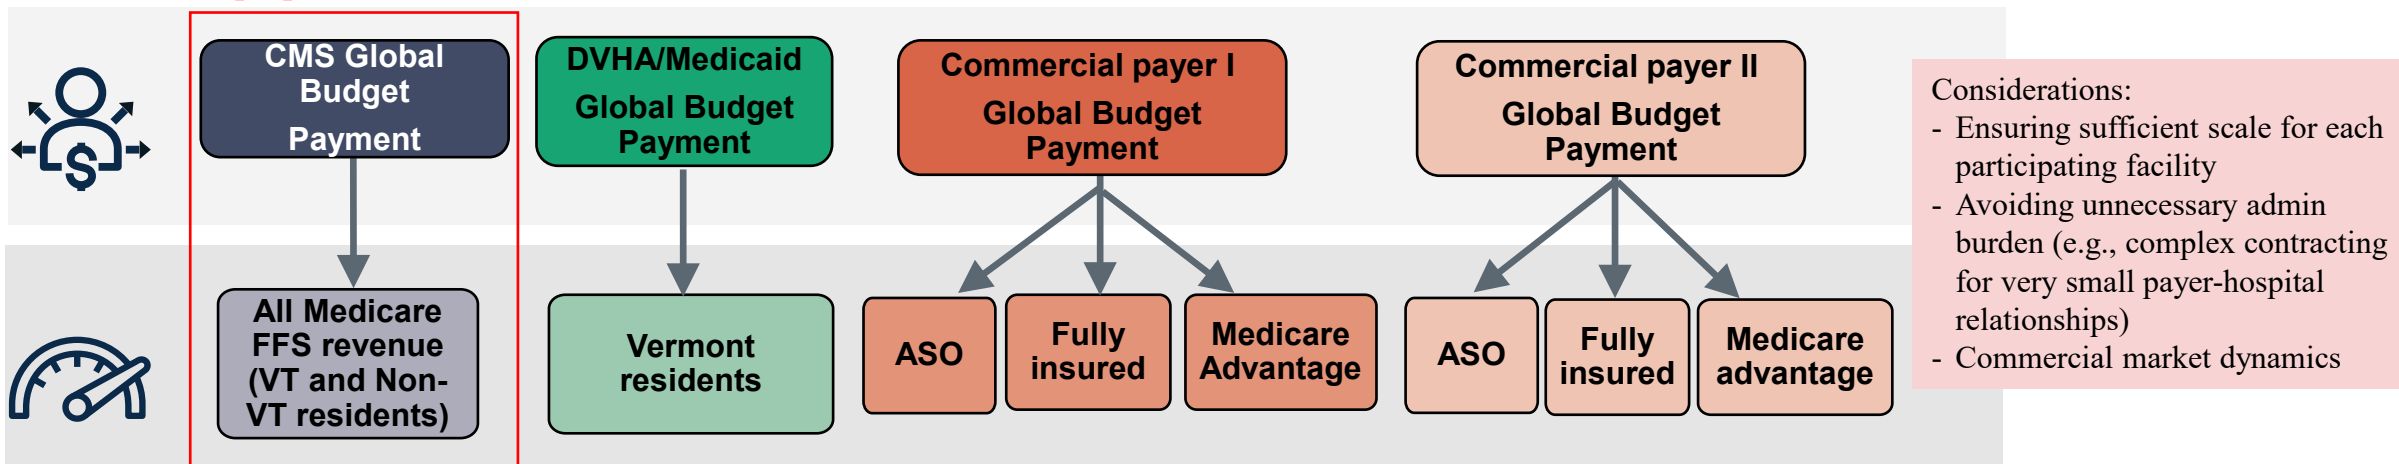 CMS Global
Budget
Payment
DVHA/Medicaid
Global Budget
Payment
Commercial payer I
Global Budget
Payment
Commercial payer II
Global Budget
Payment
All Medicare
FFS revenue
(VT and Non-
VT residents)
Vermont
residents
ASO
Fully
insured
Medicare
Advantage
ASO
Fully
insured
Medicare
advantage
Considerations:
- Ensuring sufficient scale for each
participating facility
- Avoiding unnecessary admin
burden (e.g., complex contracting
for very small payer-hospital
relationships)
- Commercial market dynamics